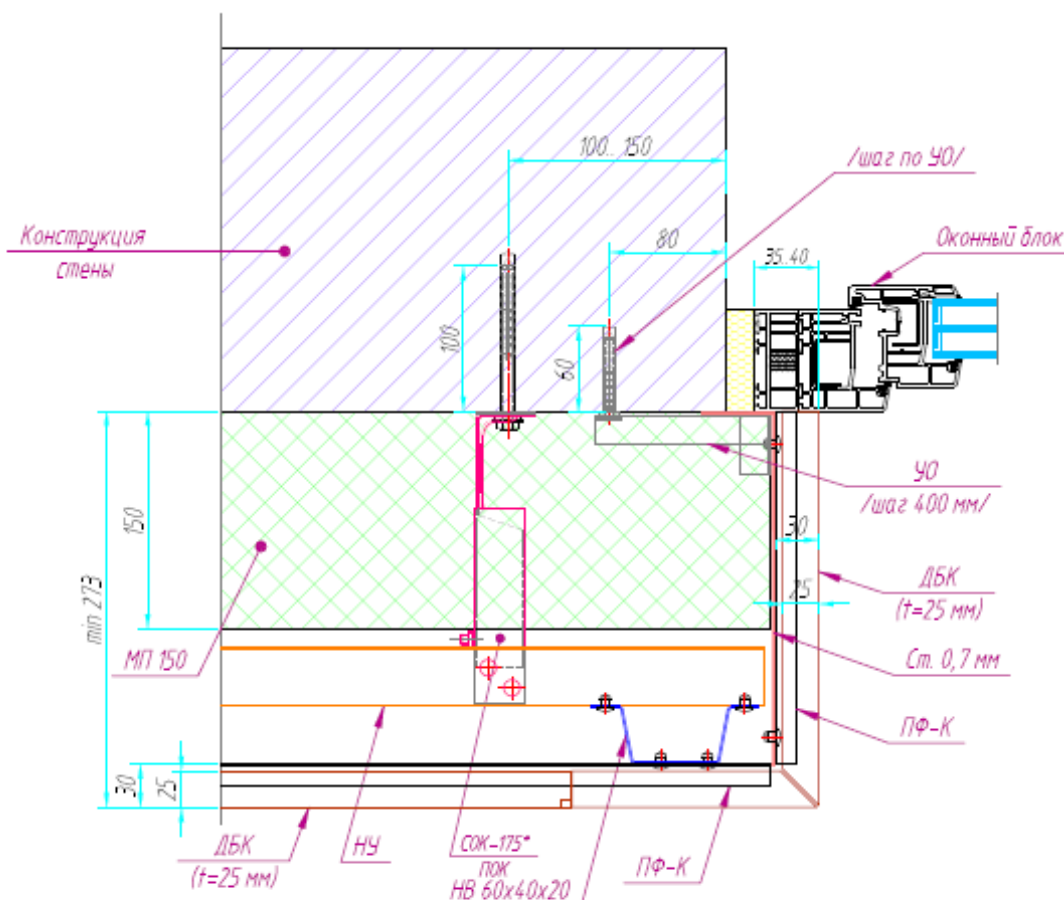 100..150
/шаг по УО/
Конструкция
стены
80
Оконный блок
35..40
100
60
УО
/шаг 400 мм/
150
30
min 273
ДБК
(t=25 мм)
25
МП 150
Ст. 0,7 мм
ПФ-К
30
25
ДБК
(t=25 мм)
НУ
СОК-175*
ПОК
НВ 60х40х20
ПФ-К